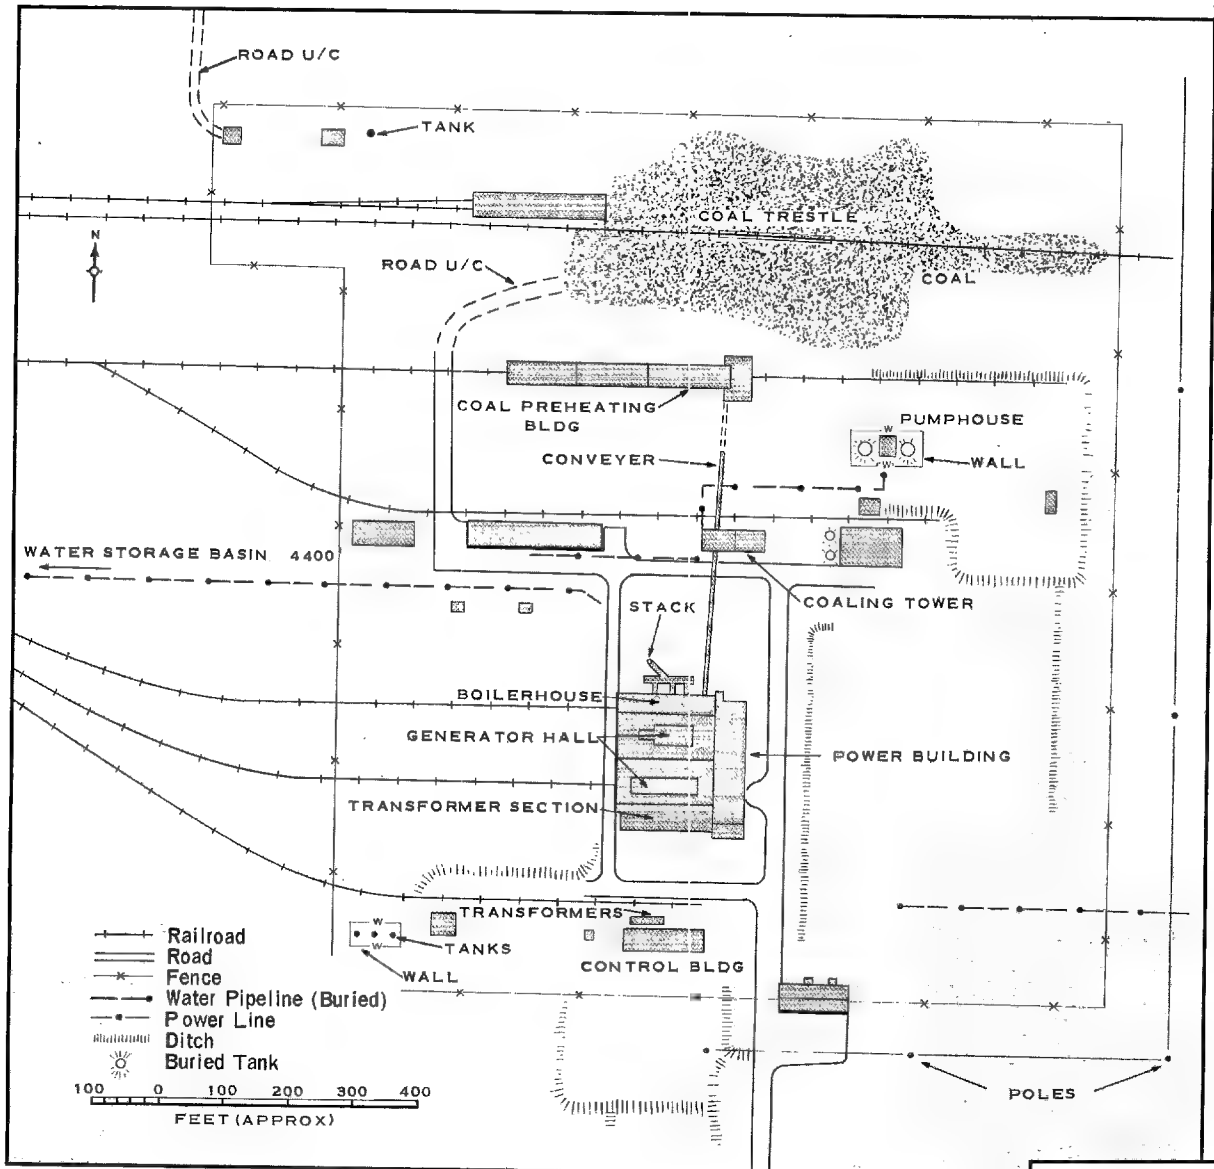 ROAD U/C
TANK
COAL TRESTLE
N
ROAD U/C
COAL
COAL PREHEATING
BLDG
PUMPHOUSE
W
CONVEYER
WALL
W
WATER STORAGE BASIN 4400
COALING TOWER
STACK
BOILERHOUSE
GENERATOR HALL
POWER BUILDING
TRANSFORMER SECTION
TRANSFORMERS
W
TANKS
W
WALL
CONTROL BLDG
Railroad
Road
Fence
Water Pipeline (Buried)
Power Line
Ditch
Buried Tank
POLES
100 0 100 200 300 400
FEET (APPROX)